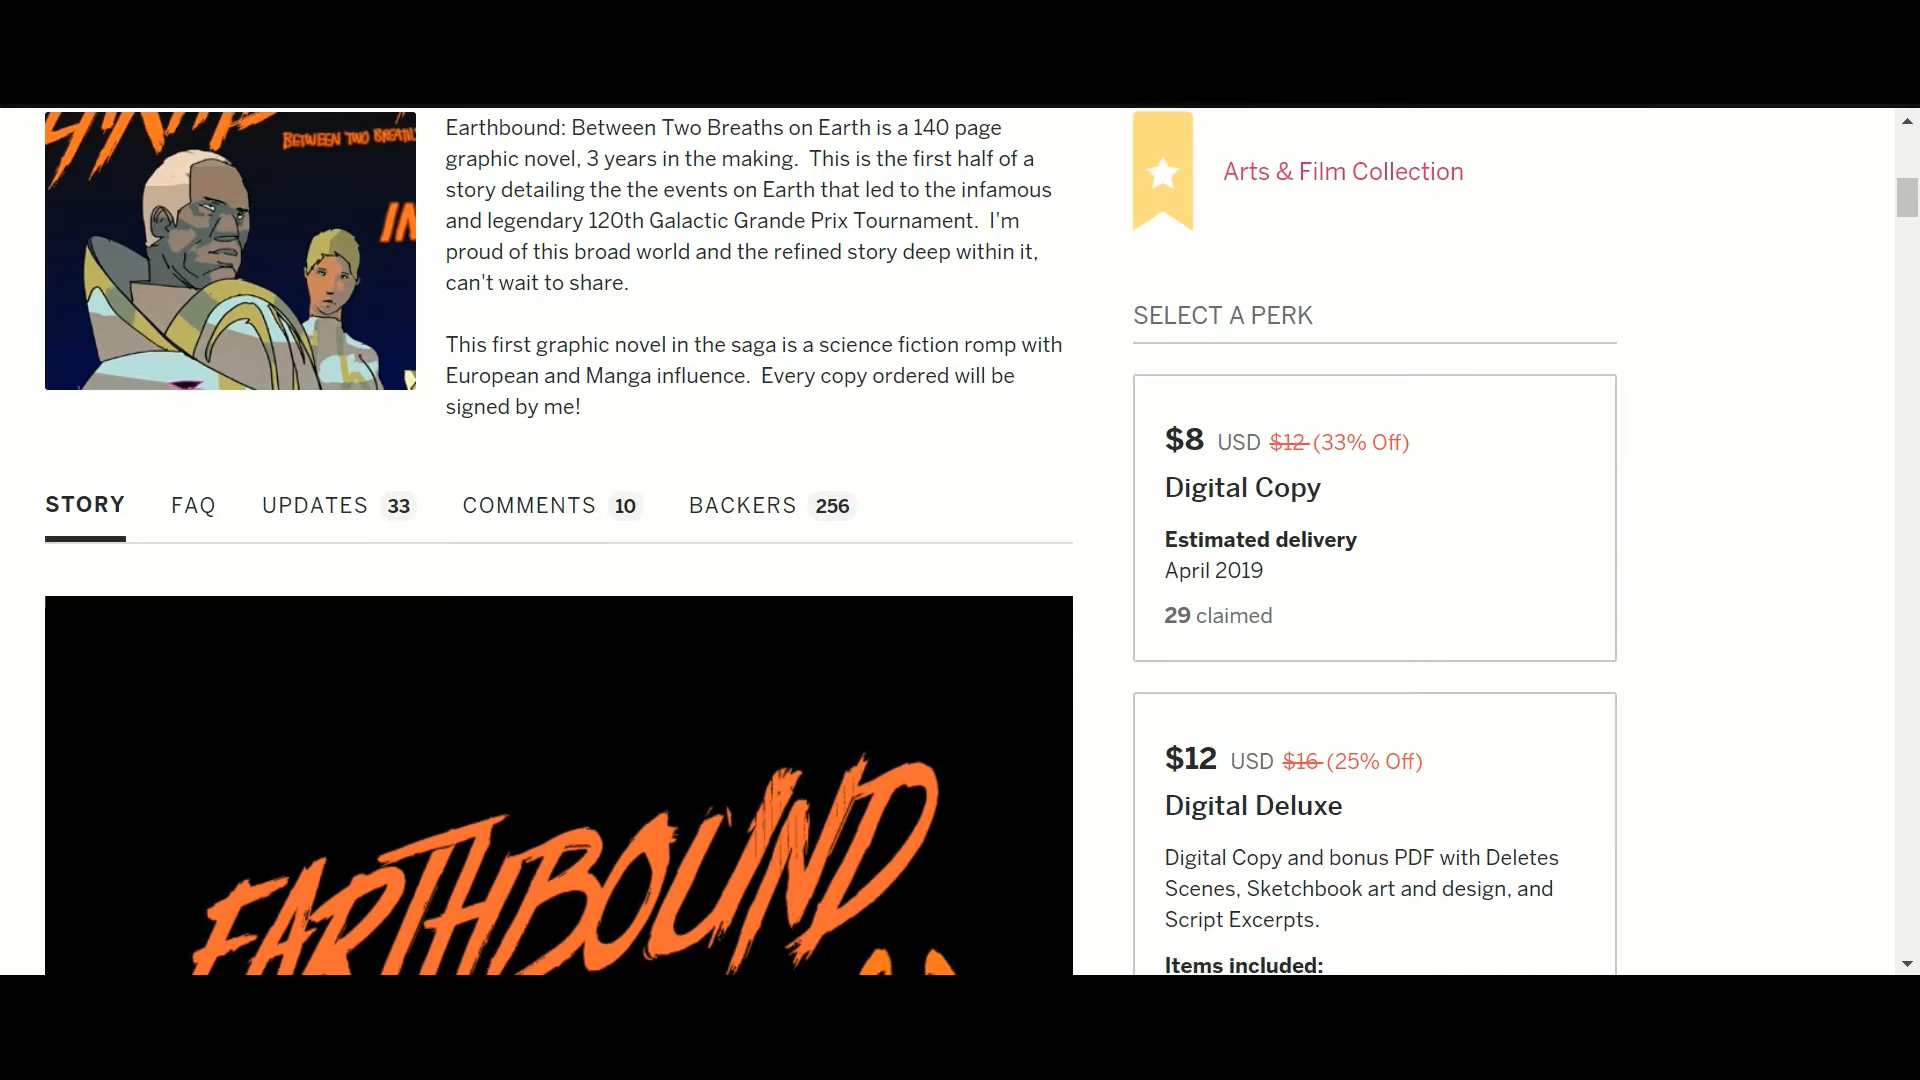 BETWEEN TWO BREATHS
IN
Earthbound: Between Two Breaths on Earth is a 140 page
graphic novel, 3 years in the making.  This is the first half of a
story detailing the the events on Earth that led to the infamous
and legendary 120th Galactic Grande Prix Tournament.  I'm
proud of this broad world and the refined story deep within it,
can't wait to share.
This first graphic novel in the saga is a science fiction romp with
European and Manga influence.  Every copy ordered will be
signed by me!
STORY FAQ UPDATES 33 COMMENTS 10 BACKERS 256
EARTHBOUND
Arts & Film Collection
SELECT A PERK
$8 USD $12 (33% Off)
Digital Copy
Estimated delivery
April 2019
29 claimed
$12 USD $16 (25% Off)
Digital Deluxe
Digital Copy and bonus PDF with Deletes
Scenes, Sketchbook art and design, and
Script Excerpts.
Items included: